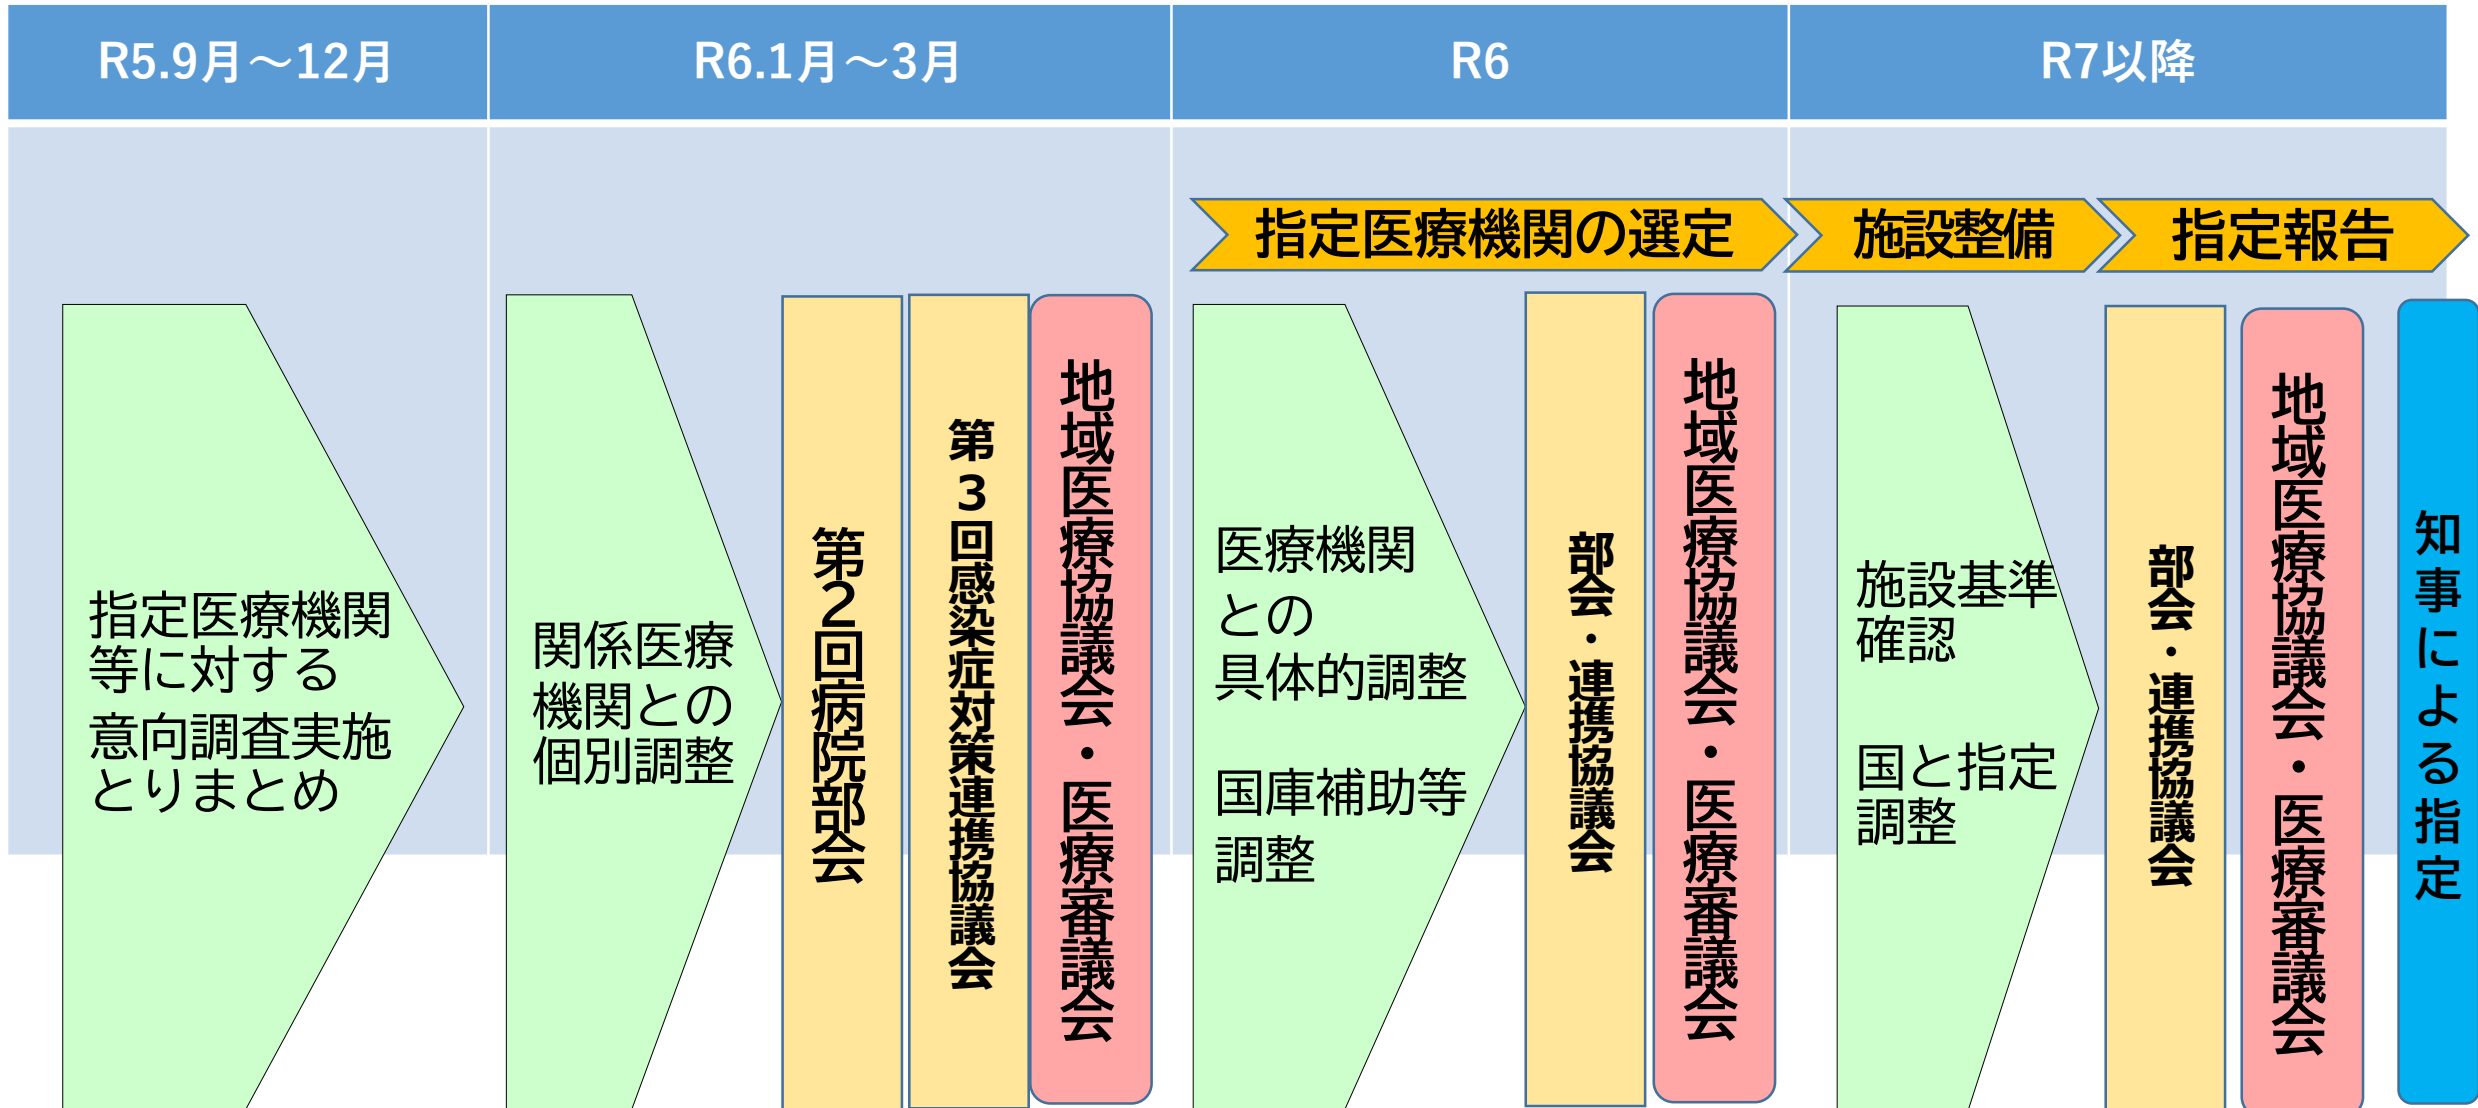 R5.9月～12月
R6.1月～3月
R6
R7以降
指定医療機関の選定
施設整備
指定報告
指定医療機関
等に対する
意向調査実施
とりまとめ
関係医療
機関との
個別調整
第2回病院部会
第３回感染症対策連携協議会
地域医療協議会・医療審議会
医療機関
との
具体的調整
国庫補助等
調整
部会・連携協議会
地域医療協議会・医療審議会
施設基準
確認
国と指定
調整
部会・連携協議会
地域医療協議会・医療審議会
知事による指定